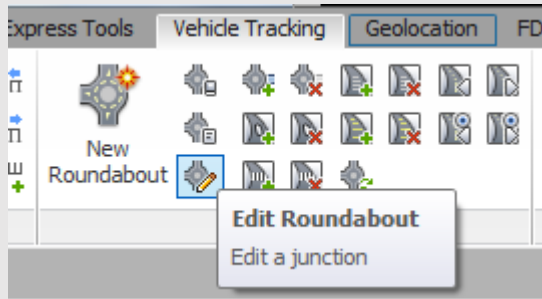 Express Tools Vehicle Tracking Geolocation FD
New
Roundabout
Edit Roundabout
Edit a junction